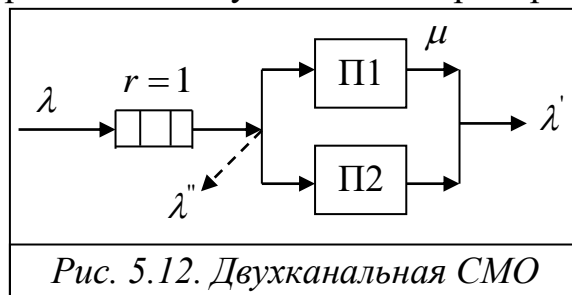 r = 1
λ
П1
μ
П2
λ'
λ"
Рис. 5.12. Двухканальная СМО